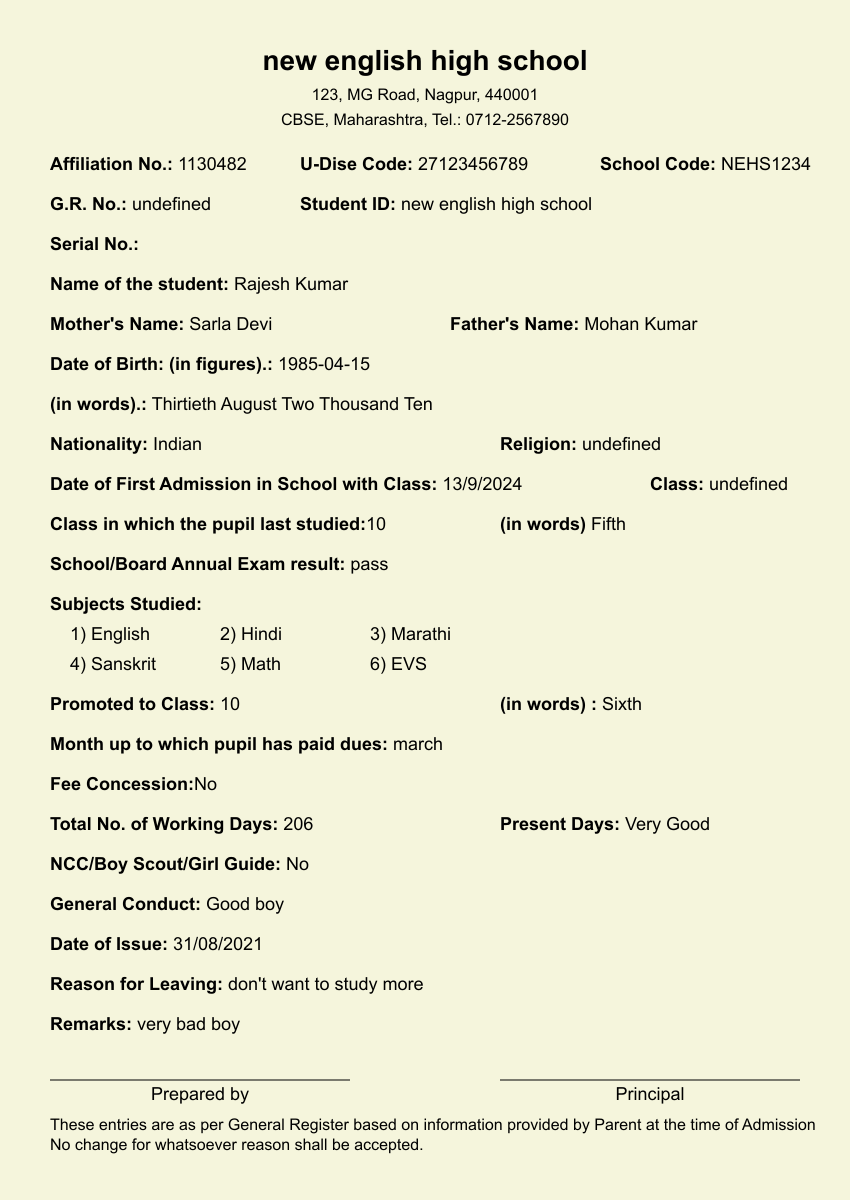 new english high school
123, MG Road, Nagpur, 440001
CBSE, Maharashtra, Tel.: 0712-2567890
Affiliation No.: 1130482 U-Dise Code: 27123456789 School Code: NEHS1234
G.R. No.: undefined Student ID: new english high school
Serial No.:
Name of the student: Rajesh Kumar
Mother's Name: Sarla Devi Father's Name: Mohan Kumar
Date of Birth: (in figures).: 1985-04-15
(in words).: Thirtieth August Two Thousand Ten
Nationality: Indian Religion: undefined
Date of First Admission in School with Class: 13/9/2024 Class: undefined
Class in which the pupil last studied:10 (in words) Fifth
School/Board Annual Exam result: pass
Subjects Studied:
1) English 2) Hindi 3) Marathi
4) Sanskrit 5) Math 6) EVS
Promoted to Class: 10 (in words) : Sixth
Month up to which pupil has paid dues: march
Fee Concession:No
Total No. of Working Days: 206 Present Days: Very Good
NCC/Boy Scout/Girl Guide: No
General Conduct: Good boy
Date of Issue: 31/08/2021
Reason for Leaving: don't want to study more
Remarks: very bad boy
Prepared by Principal
These entries are as per General Register based on information provided by Parent at the time of Admission
No change for whatsoever reason shall be accepted.